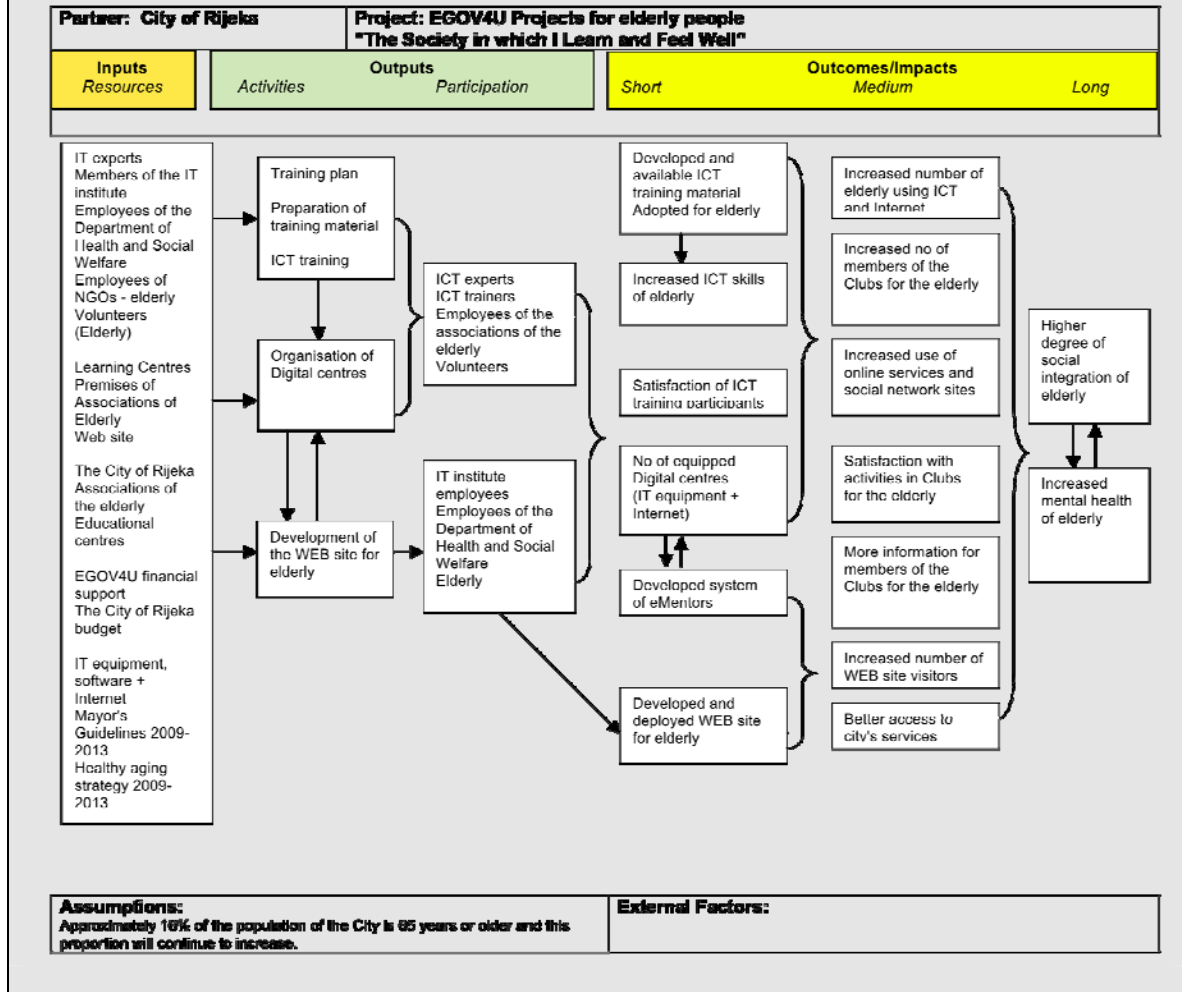 Partner: City of Rijeka
Project: EGOV4U Projects for elderly people
"The Society in which I Learn and Feel Well"
Inputs
Resources
Outputs
Activities
Participation
Outcomes/Impacts
Short
Medium
Long
IT experts
Members of the IT
institute
Employees of the
Department of
Health and Social
Welfare
Employees of
NGOs - elderly
Volunteers
(Elderly)
Learning Centres
Premises of
Associations of
Elderly
Web site
The City of Rijeka
Associations of
the elderly
Educational
centres
EGOV4U financial
support
The City of Rijeka
budget
IT equipment,
software +
Internet
Mayor's
Guidelines 2009-
2013
Healthy aging
strategy 2009-
2013
Training plan
Preparation of
training material
ICT training
Organisation of
Digital centres
Development of
the WEB site for
elderly
ICT experts
ICT trainers
Employees of the
associations of the
elderly
Volunteers
IT institute
employees
Employees of the
Department of
Health and Social
Welfare
Elderly
Developed and
available ICT
training material
Adopted for elderly
Increased ICT skills
of elderly
Satisfaction of ICT
training participants
No of equipped
Digital centres
(IT equipment +
Internet)
Developed system
of eMentors
Developed and
deployed WEB site
for elderly
Increased number of
elderly using ICT
and Internet
Increased no of
members of the
Clubs for the elderly
Increased use of
online services and
social network sites
Satisfaction with
activities in Clubs
for the elderly
More information for
members of the
Clubs for the elderly
Increased number of
WEB site visitors
Better access to
city's services
Higher
degree of
social
integration of
elderly
Increased
mental health
of elderly
Assumptions:
Approximately % of the population of the City is years or older and this
proportion will continue to increase.
External Factors: